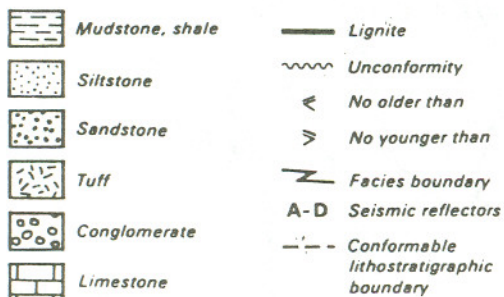 Mudstone, shale
Siltstone
Sandstone
Tuff
Conglomerate
Limestone
Lignite
Unconformity
No older than
No younger than
Facies boundary
A-D Seismic reflectors
Conformable
lithostratigraphic
boundary